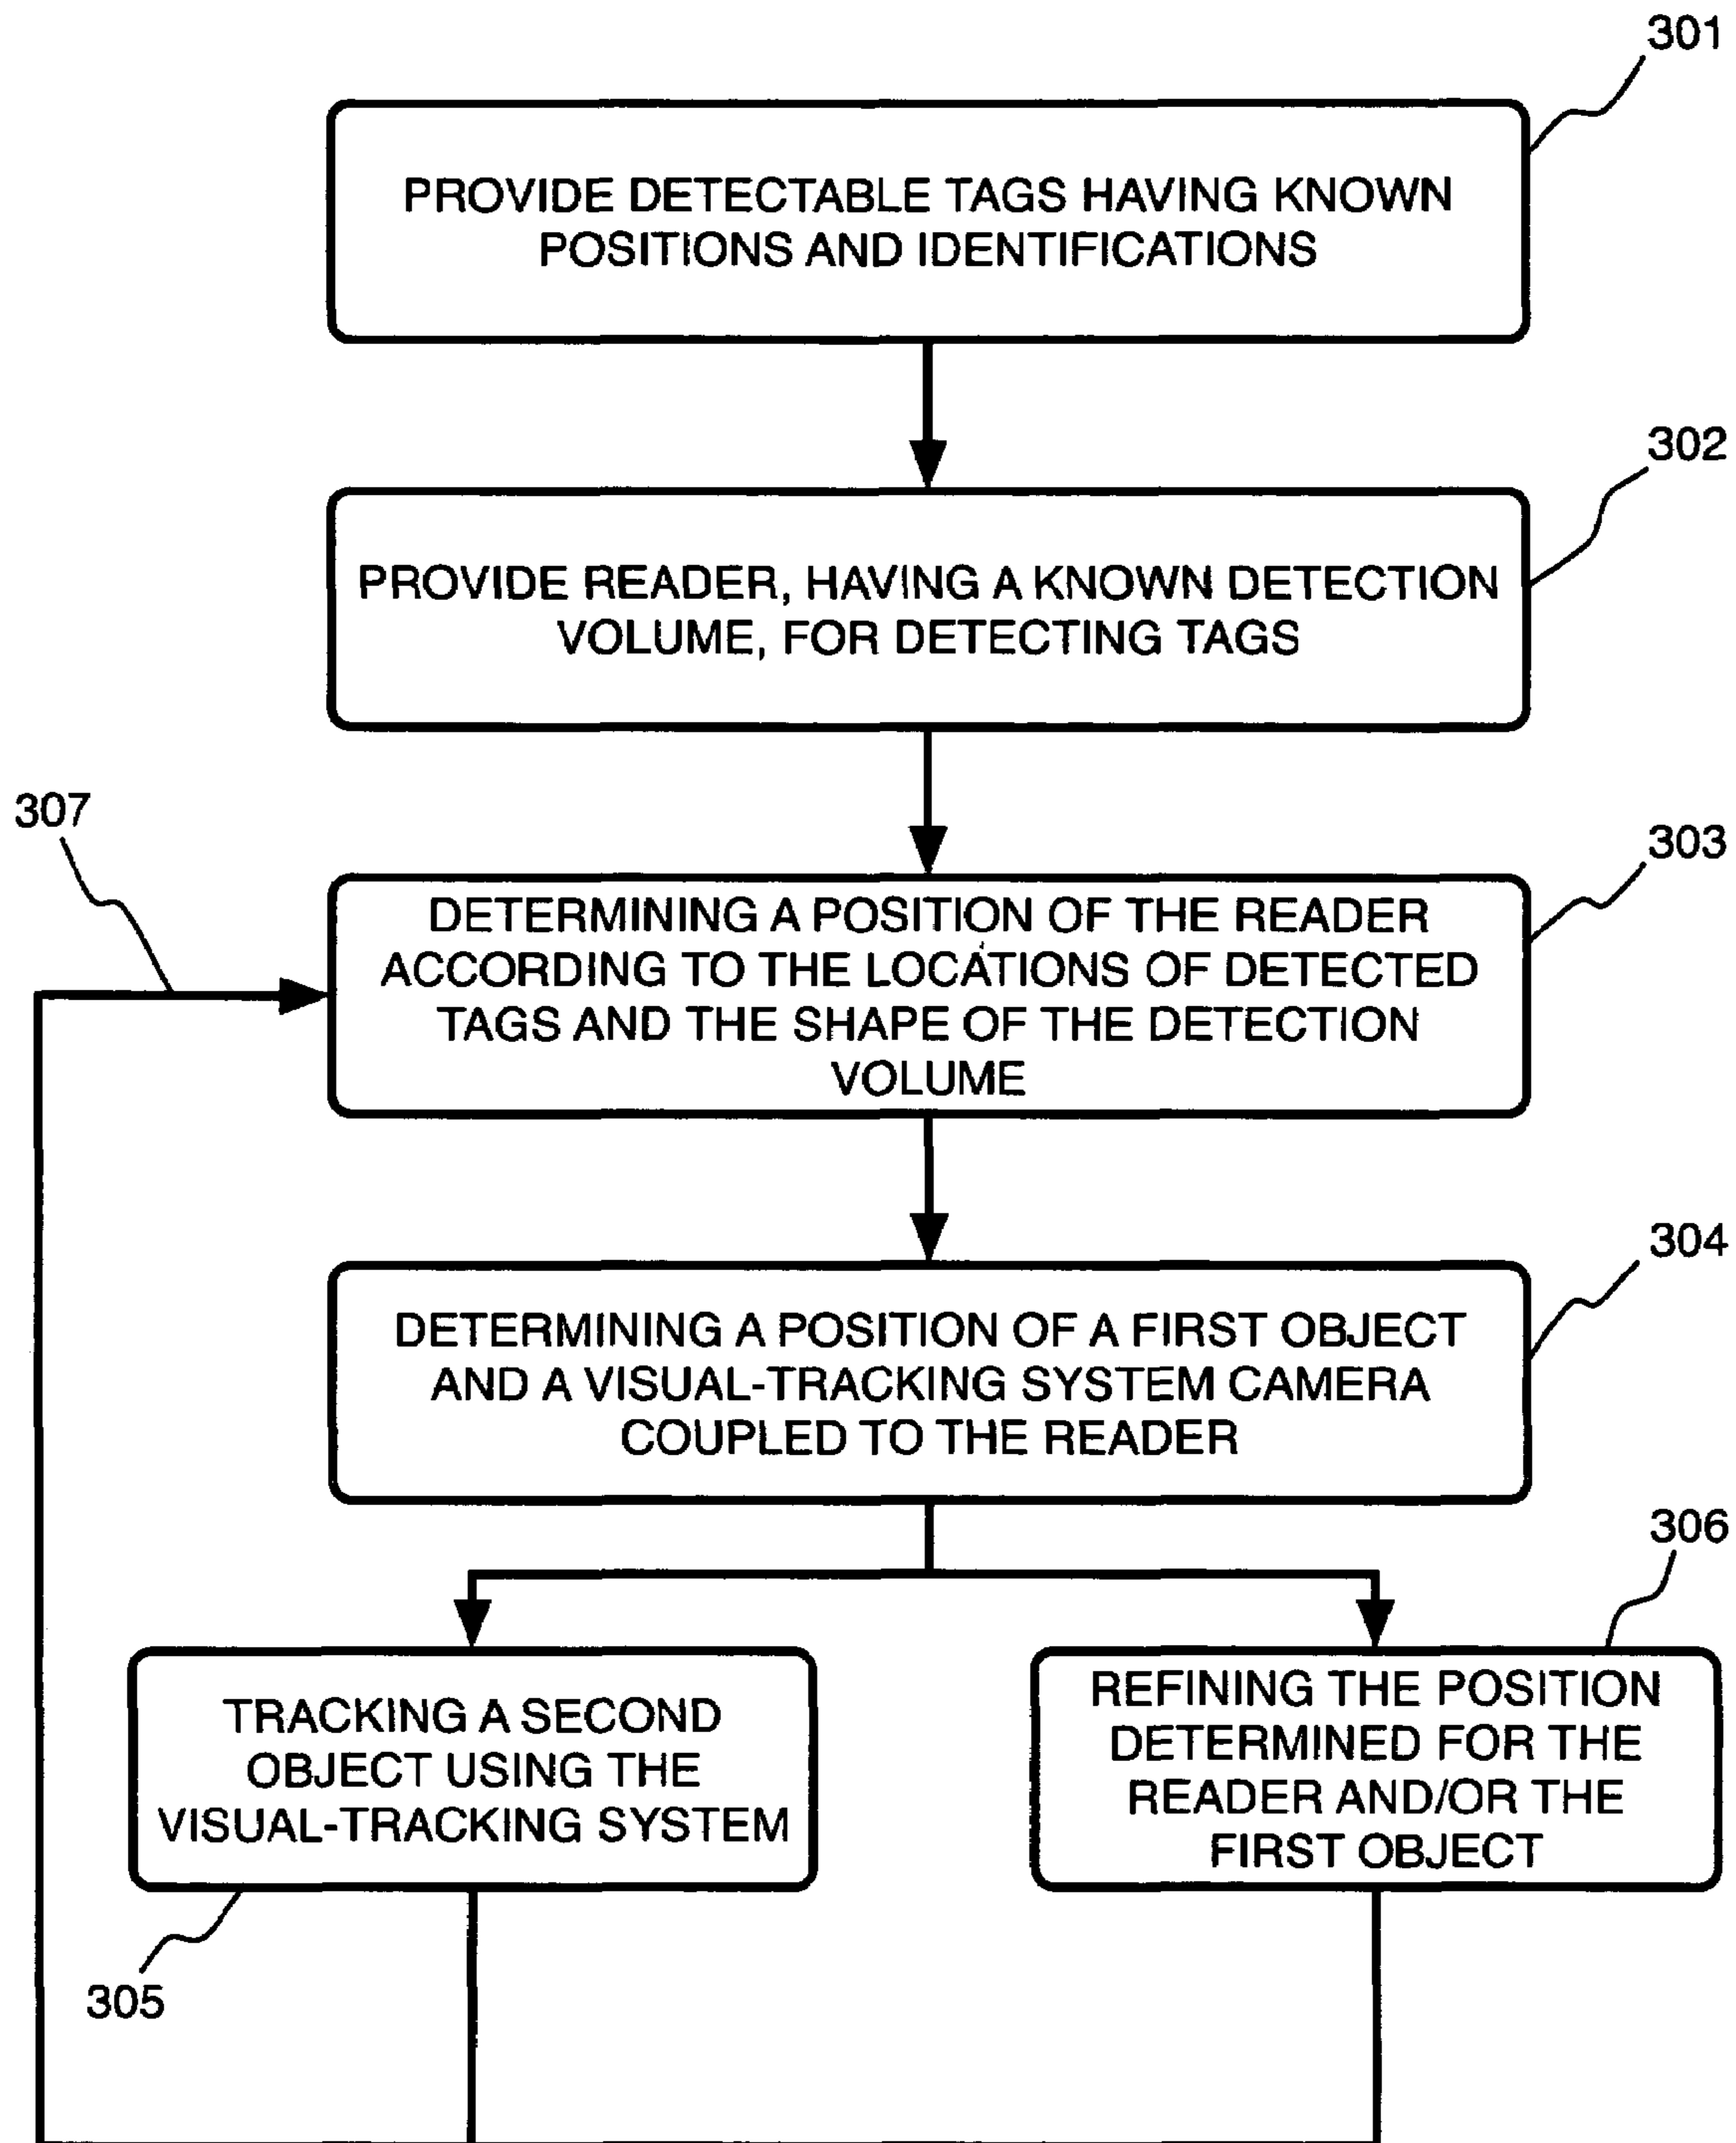 301
PROVIDE DETECTABLE TAGS HAVING KNOWN
POSITIONS AND IDENTIFICATIONS
302
PROVIDE READER, HAVING A KNOWN DETECTION
VOLUME, FOR DETECTING TAGS
307
303
DETERMINING A POSITION OF THE READER
ACCORDING TO THE LOCATIONS OF DETECTED
TAGS AND THE SHAPE OF THE DETECTION
VOLUME
304
DETERMINING A POSITION OF A FIRST OBJECT
AND A VISUAL-TRACKING SYSTEM CAMERA
COUPLED TO THE READER
306
TRACKING A SECOND
OBJECT USING THE
VISUAL-TRACKING SYSTEM
305
REFINING THE POSITION
DETERMINED FOR THE
READER AND/OR THE
FIRST OBJECT